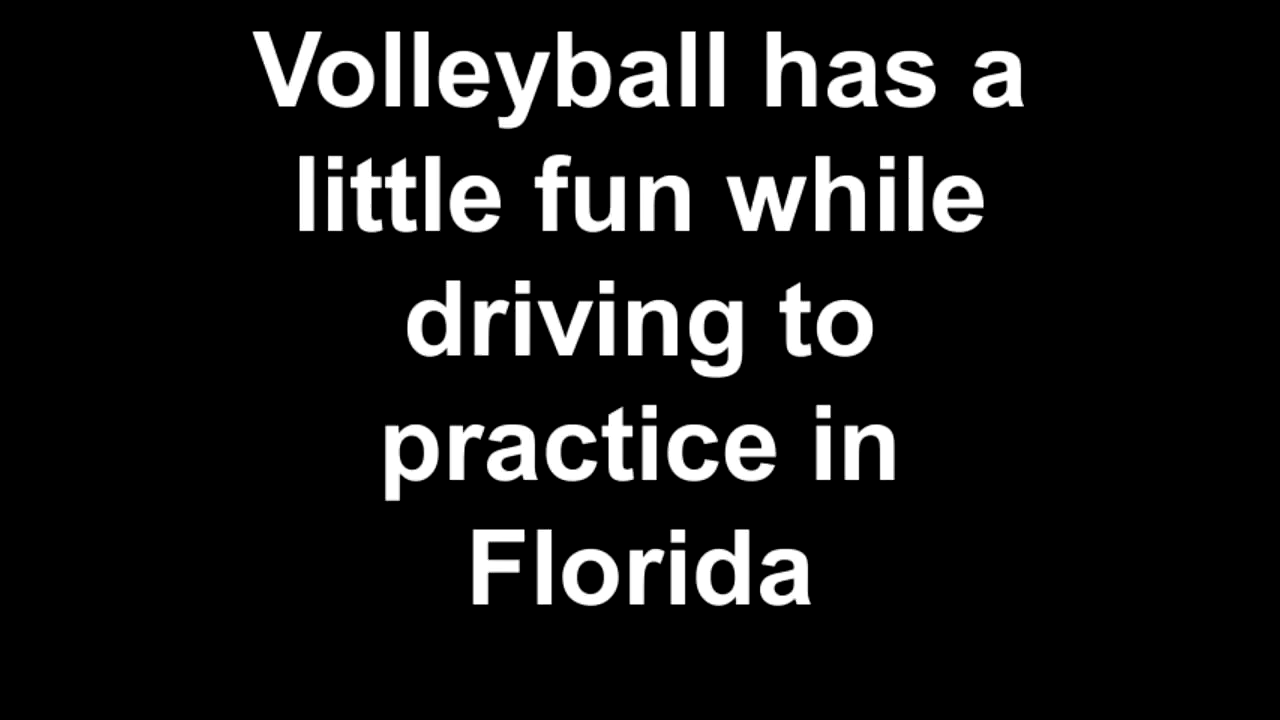 Volleyball has a
little fun while
driving to
practice in
Florida